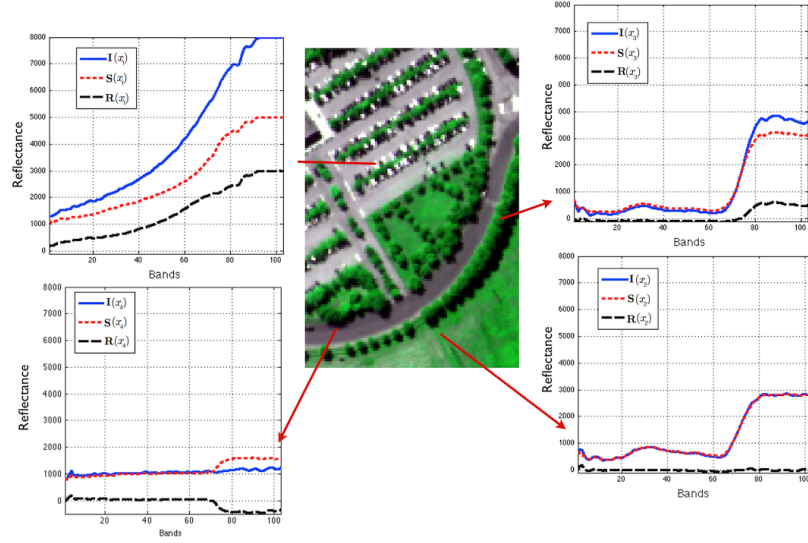 8000
7000
6000
5000
4000
3000
2000
1000
0
Reflectance
I(x₁)
S(x₁)
R(x₁)
20
40
60
80
100
Bands
8000
7000
6000
4000
3000
2000
0
Reflectance
I(x₃)
S(x₃)
R(x₃)
20
40
60
80
100
Bands
8000
7000
6000
5000
4000
3000
2000
1000
0
Reflectance
I(x₄)
S(x₄)
R(x₄)
20
40
60
80
100
Bands
8000
7000
6000
5000
4000
3000
2000
1000
0
Reflectance
I(x₂)
S(x₂)
R(x₂)
20
40
60
80
100
Bands